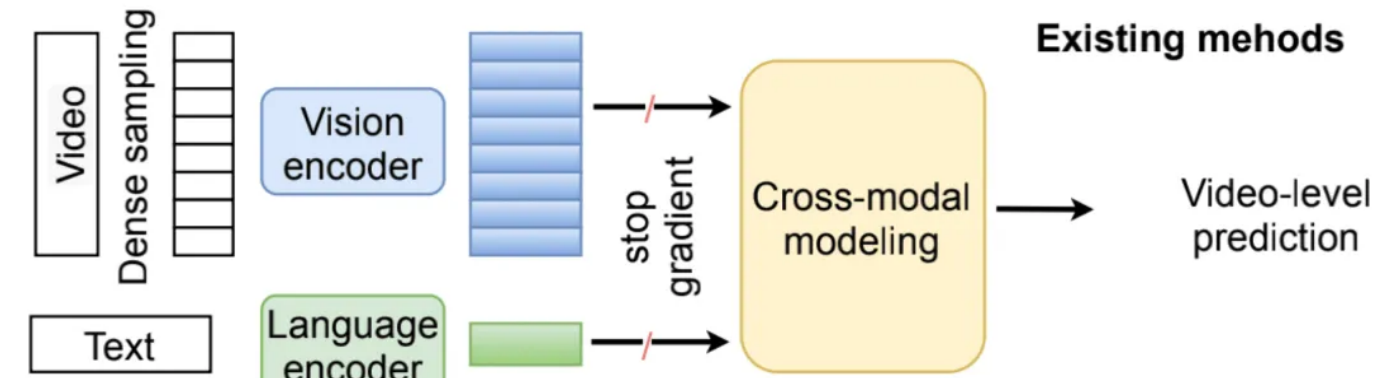 Existing mehods
Video
Dense sampling
Vision
encoder
stop
gradient
Cross-modal
modeling
Video-level
prediction
Text
Language
encoder